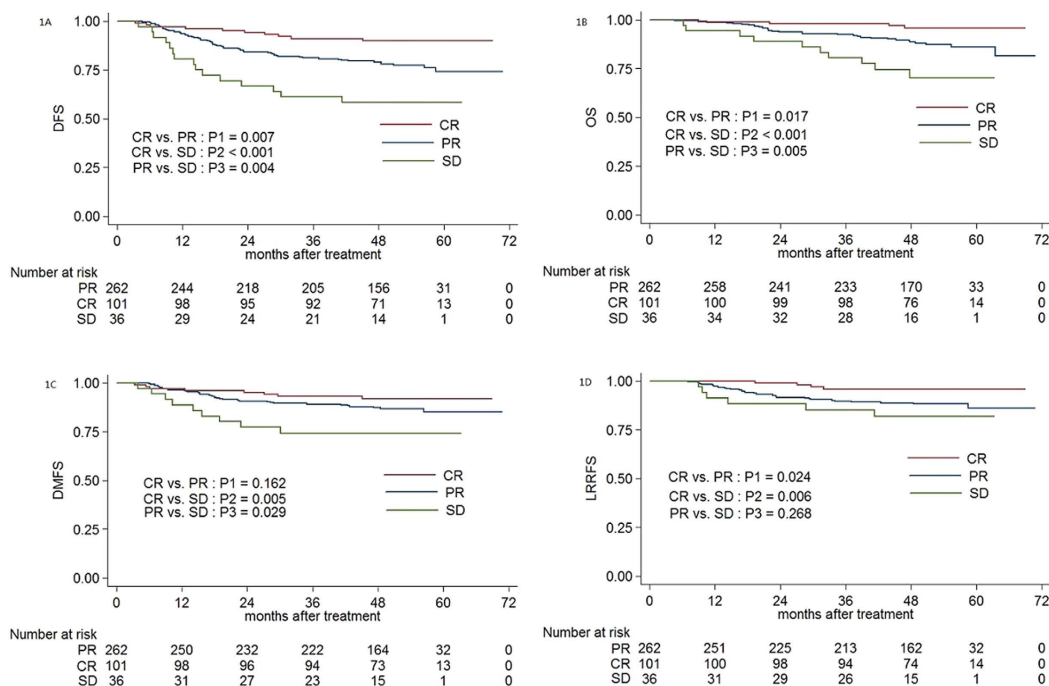 1A
1.00
0.75
0.50
0.25
0.00
DFS
CR vs. PR : P1 = 0.007
CR vs. SD : P2 < 0.001
PR vs. SD : P3 = 0.004
CR
PR
SD
0 12 24 36 48 60 72
months after treatment
Number at risk
PR 262 244 218 205 156 31 0
CR 101 98 95 92 71 13 0
SD 36 29 24 21 14 1 0
1B
1.00
0.75
0.50
0.25
0.00
OS
CR vs. PR : P1 = 0.017
CR vs. SD : P2 < 0.001
PR vs. SD : P3 = 0.005
CR
PR
SD
0 12 24 36 48 60 72
months after treatment
Number at risk
PR 262 258 241 233 170 33 0
CR 101 100 99 98 76 14 0
SD 36 34 32 28 16 1 0
1C
1.00
0.75
0.50
0.25
0.00
DMFS
CR vs. PR : P1 = 0.162
CR vs. SD : P2 = 0.005
PR vs. SD : P3 = 0.029
CR
PR
SD
0 12 24 36 48 60 72
months after treatment
Number at risk
PR 262 250 232 222 164 32 0
CR 101 98 96 94 73 13 0
SD 36 31 27 23 15 1 0
1D
1.00
0.75
0.50
0.25
0.00
LRRFS
CR vs. PR : P1 = 0.024
CR vs. SD : P2 = 0.006
PR vs. SD : P3 = 0.268
CR
PR
SD
0 12 24 36 48 60 72
months after treatment
Number at risk
PR 262 251 225 213 162 32 0
CR 101 100 98 94 74 14 0
SD 36 31 29 26 15 1 0